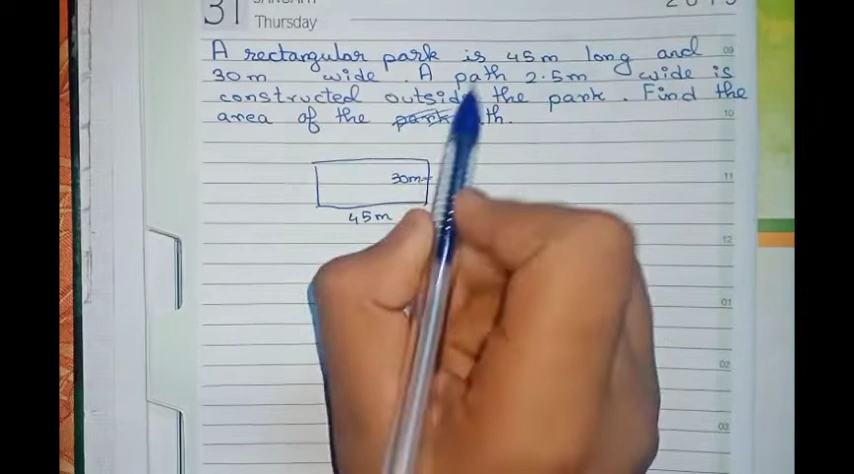 31
Thursday
A rectangular park is 45m long and
30m wide. A path 2.5m wide is
constructed outside the park. Find the
area of the park th.
30m
45m
09
10
11
12
01
02
03